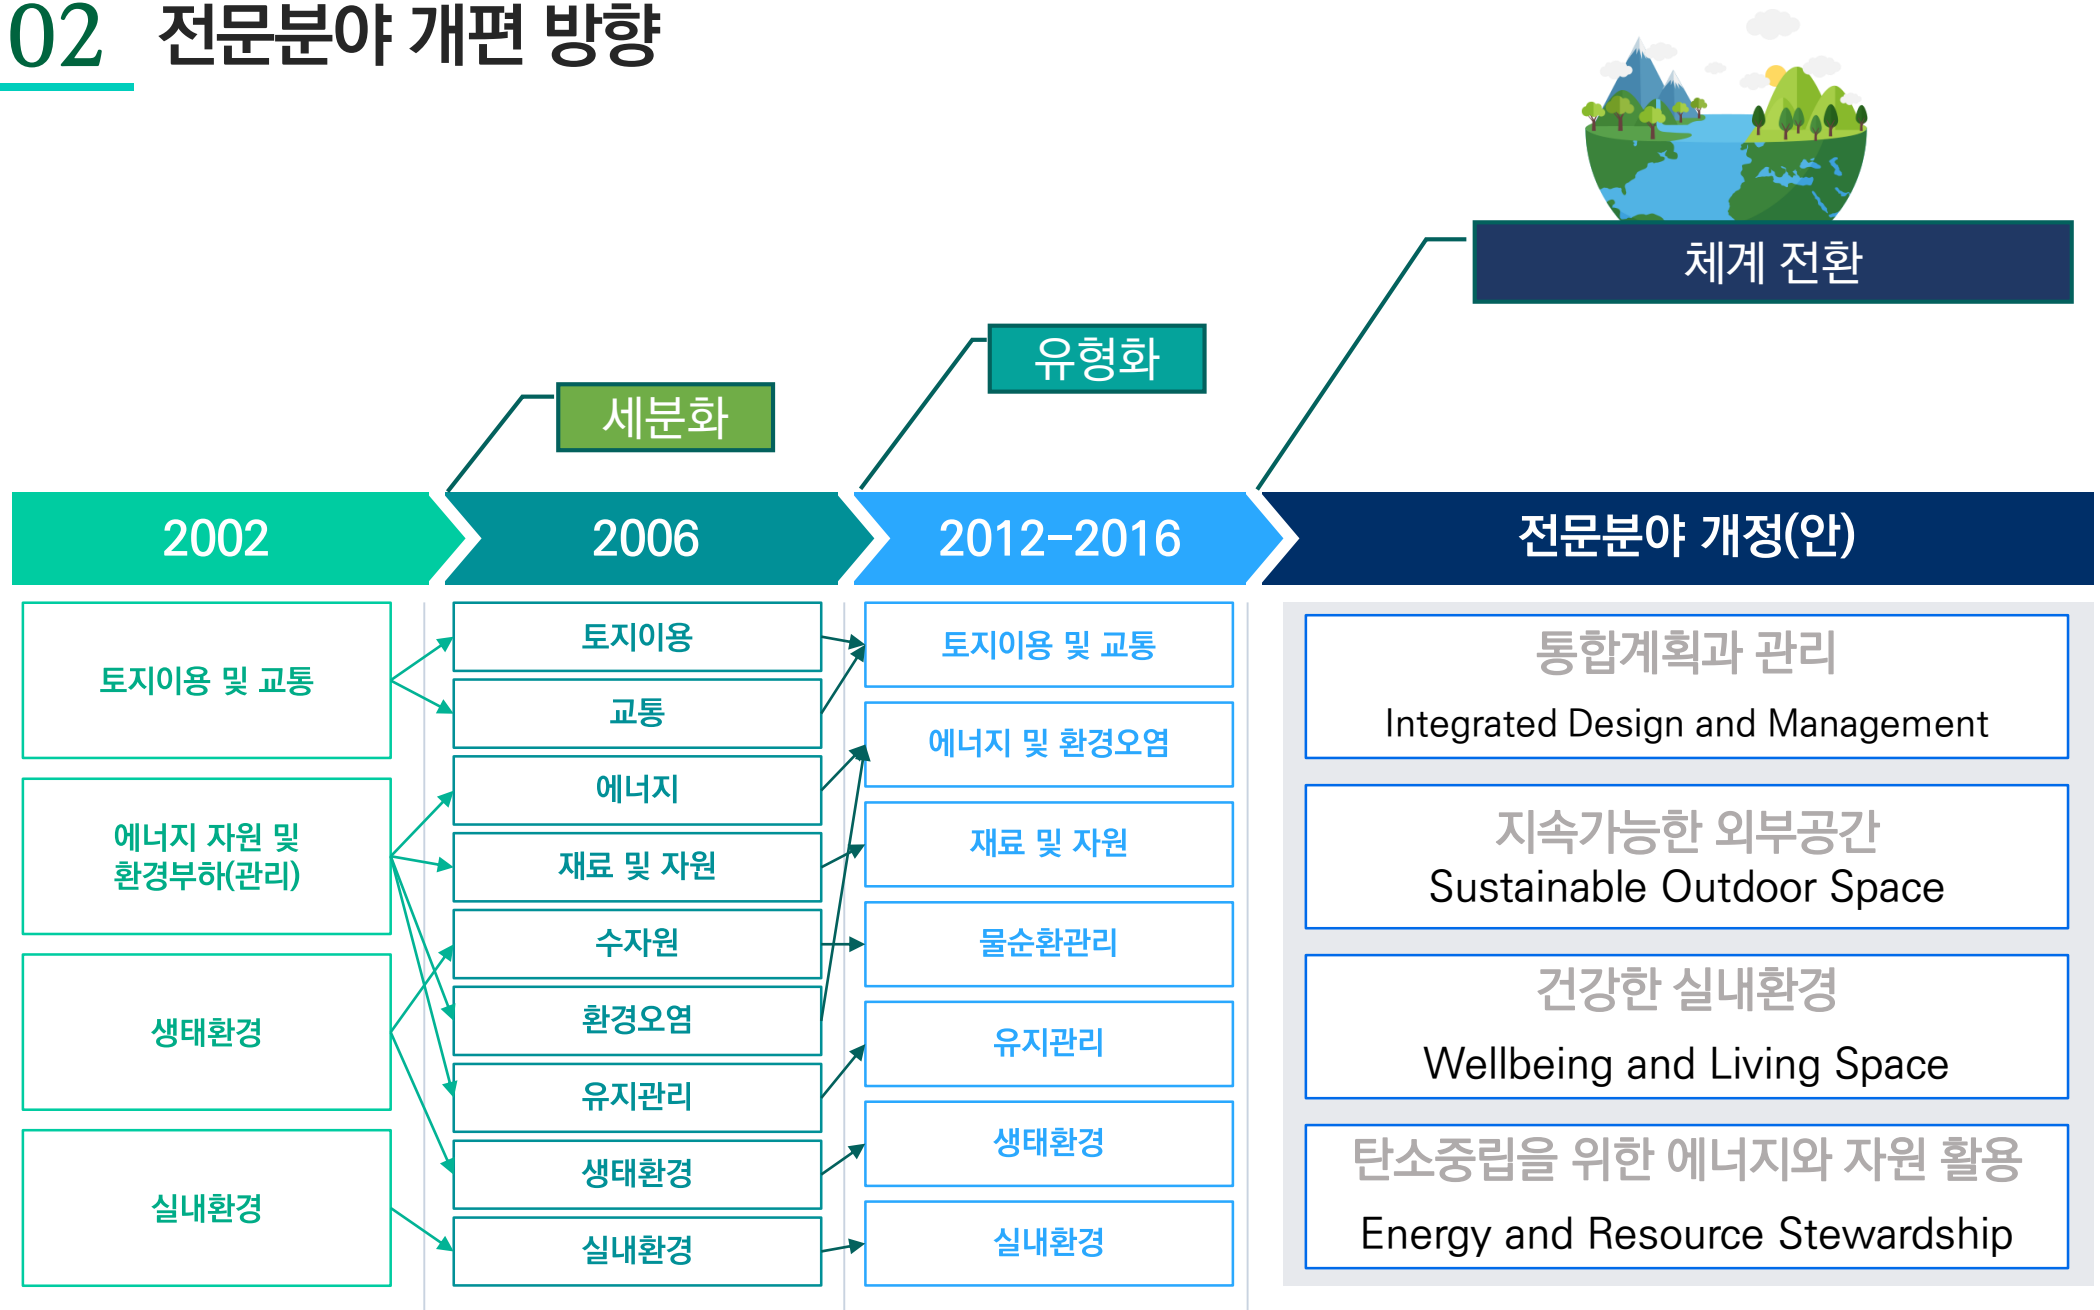 02 전문분야 개편 방향
체계 전환
유형화
세분화
2002
2006
2012-2016
전문분야 개정(안)
토지이용 및 교통
에너지 자원 및
환경부하(관리)
생태환경
실내환경
토지이용
교통
에너지
재료 및 자원
수자원
환경오염
유지관리
생태환경
실내환경
토지이용 및 교통
에너지 및 환경오염
재료 및 자원
물순환관리
유지관리
생태환경
실내환경
통합계획과 관리
Integrated Design and Management
지속가능한 외부공간
Sustainable Outdoor Space
건강한 실내환경
Wellbeing and Living Space
탄소중립을 위한 에너지와 자원 활용
Energy and Resource Stewardship